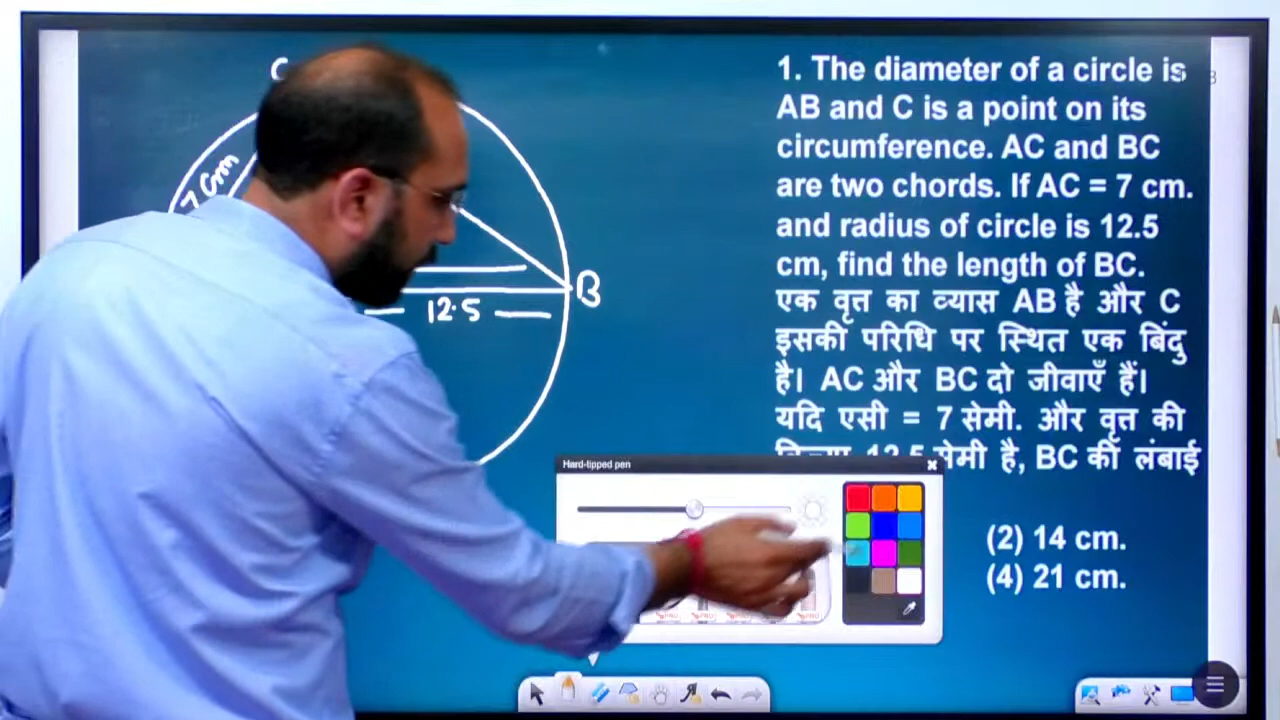 C
7 cm
B
12.5
1. The diameter of a circle is
AB and C is a point on its
circumference. AC and BC
are two chords. If AC = 7 cm.
and radius of circle is 12.5
cm, find the length of BC.
एक वृत्त का व्यास AB है और C
इसकी परिधि पर स्थित एक बिंदु
है। AC और BC दो जीवाएँ हैं।
यदि एसी = 7 सेमी. और वृत्त की
12.5 सेमी है, BC की लंबाई
Hard-tipped pen
(2) 14 cm.
(4) 21 cm.